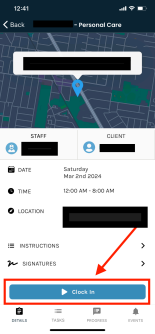 12:41
Back
– Personal Care
STAFF CLIENT
DATE Saturday
Mar 2nd 2024
TIME 12:00 AM - 8:00 AM
LOCATION
INSTRUCTIONS
SIGNATURES
Clock in
DETAILS TASKS PROGRESS EVENTS